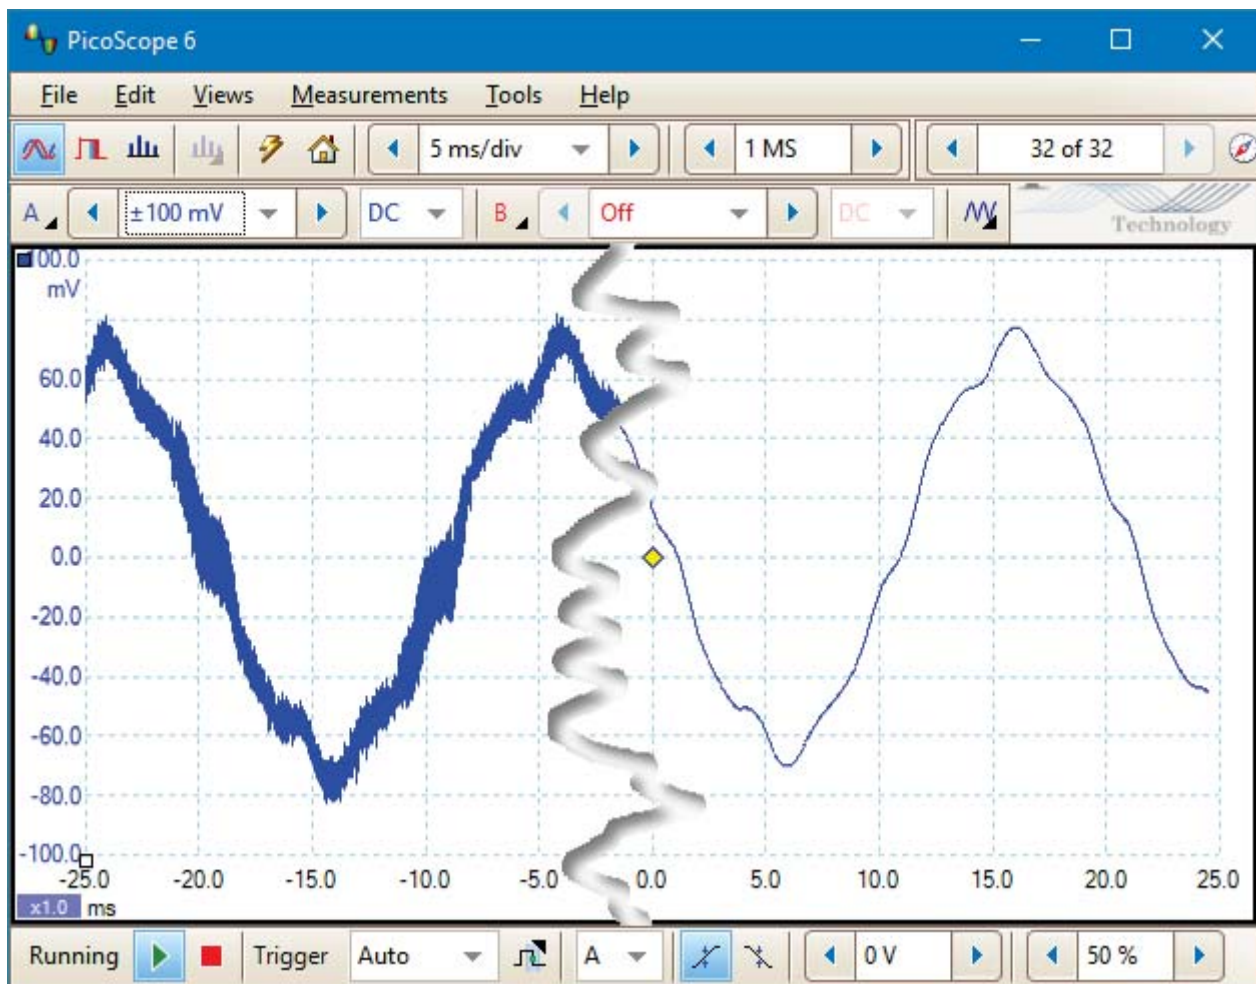 PicoScope 6
File Edit Views Measurements Tools Help
5 ms/div 1 MS 32 of 32
A ±100 mV DC B Off DC Technology
100.0
mV
60.0
40.0
20.0
0.0
-20.0
-40.0
-60.0
-80.0
-100.0
-25.0 -20.0 -15.0 -10.0 -5.0 0.0 5.0 10.0 15.0 20.0 25.0
x1.0 ms
Running Trigger Auto A 0 V 50 %